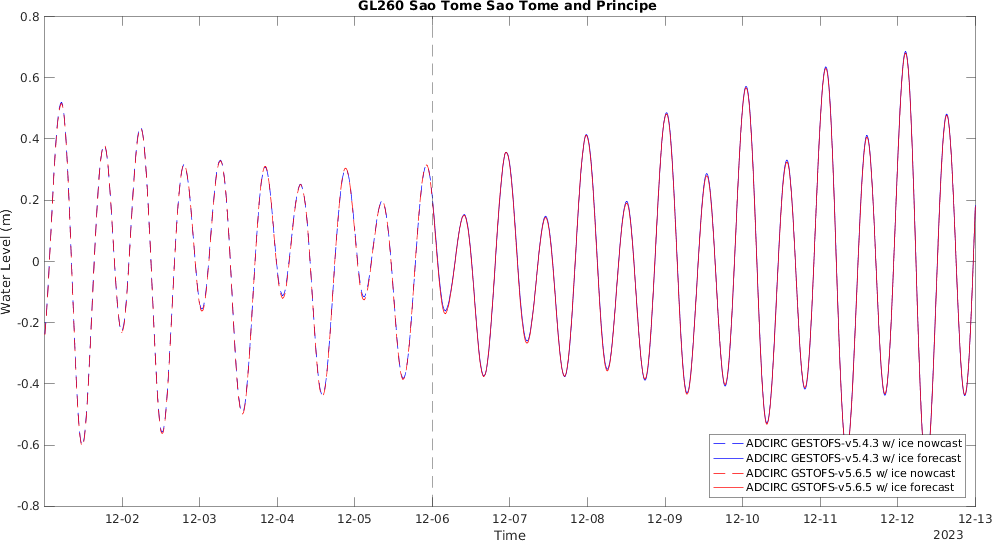 GL260 Sao Tome Sao Tome and Principe
0.8
0.6
0.4
0.2
0
-0.2
-0.4
-0.6
-0.8
Water Level (m)
ADCIRC GESTOFS-v5.4.3 w/ ice nowcast
ADCIRC GESTOFS-v5.4.3 w/ ice forecast
ADCIRC GSTOFS-v5.6.5 w/ ice nowcast
ADCIRC GSTOFS-v5.6.5 w/ ice forecast
12-02 12-03 12-04 12-05 12-06 12-07 12-08 12-09 12-10 12-11 12-12 12-13
Time
2023